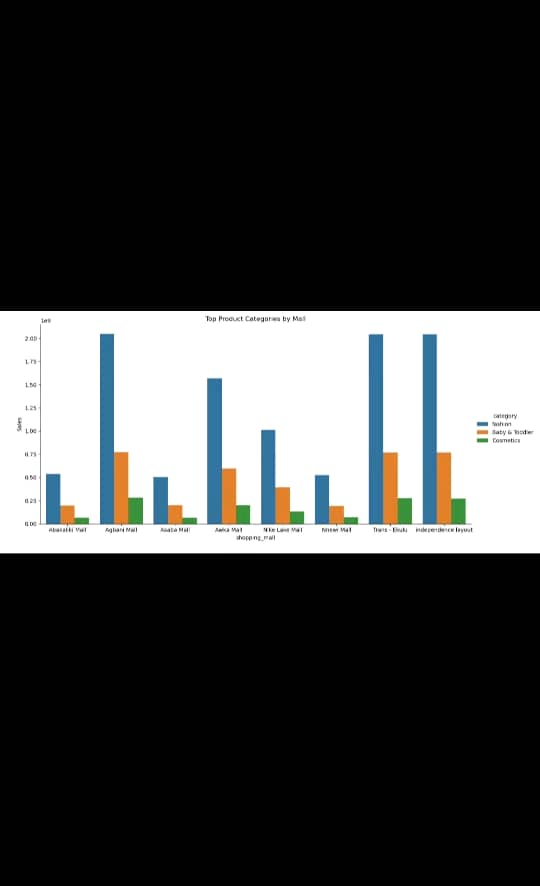 Top Product Categories by Mall
1e9
2.00
1.75
1.50
1.25
1.00
0.75
0.50
0.25
0.00
Sales
Abakaliki Mall
Agbani Mall
Asaba Mall
Awka Mall
Nike Lake Mall
Nnewi Mall
Trans - Ekulu
independence layout
shopping_mall
category
fashion
Baby & Toddler
Cosmetics